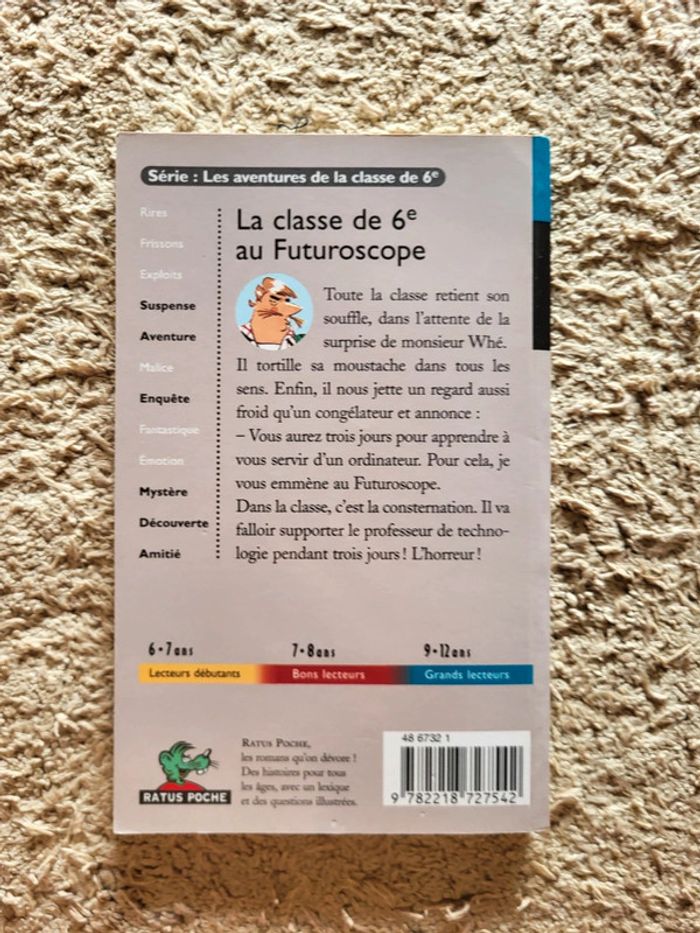 Série : Les aventures de la classe de 6e
Rires
Frissons
Exploits
Suspense
Aventure
Malice
Enquête
Fantastique
Émotion
Mystère
Découverte
Amitié
La classe de 6e
au Futuroscope
Toute la classe retient son
souffle, dans l'attente de la
surprise de monsieur Whé.
Il tortille sa moustache dans tous les
sens. Enfin, il nous jette un regard aussi
froid qu'un congélateur et annonce :
– Vous aurez trois jours pour apprendre à
vous servir d'un ordinateur. Pour cela, je
vous emmène au Futuroscope.
Dans la classe, c'est la consternation. Il va
falloir supporter le professeur de techno-
logie pendant trois jours ! L'horreur !
6-7 ans 7-8 ans 9-12 ans
Lecteurs débutants Bons lecteurs Grands lecteurs
RATUS POCHE
RATUS POCHE,
les romans qu'on dévore !
Des histoires pour tous
les âges, avec un lexique
et des questions illustrées.
48 6732 1
9 782218 727542